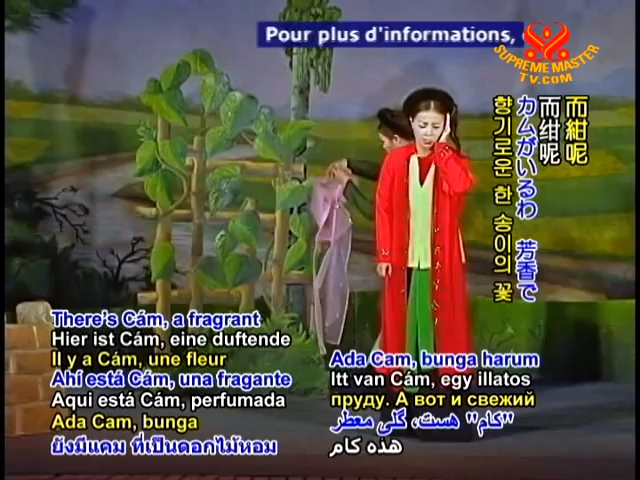 Pour plus d'informations,
SUPREME MASTER
TV.COM
而紺呢
而绀呢
カムがいるわ 芳香で
향기로운 한 송이의 꽃
There's Cám, a fragrant
Hier ist Cám, eine duftende
Il y a Cám, une fleur
Ahí está Cám, una fragante
Aqui está Cám, perfumada
Ada Cam, bunga
ยังมีแคม ที่เป็นดอกไม้หอม
Ada Cam, bunga harum
Itt van Cám, egy illatos
пруду. А вот и свежий
"کام" هست، گلی معطر
هذه كام